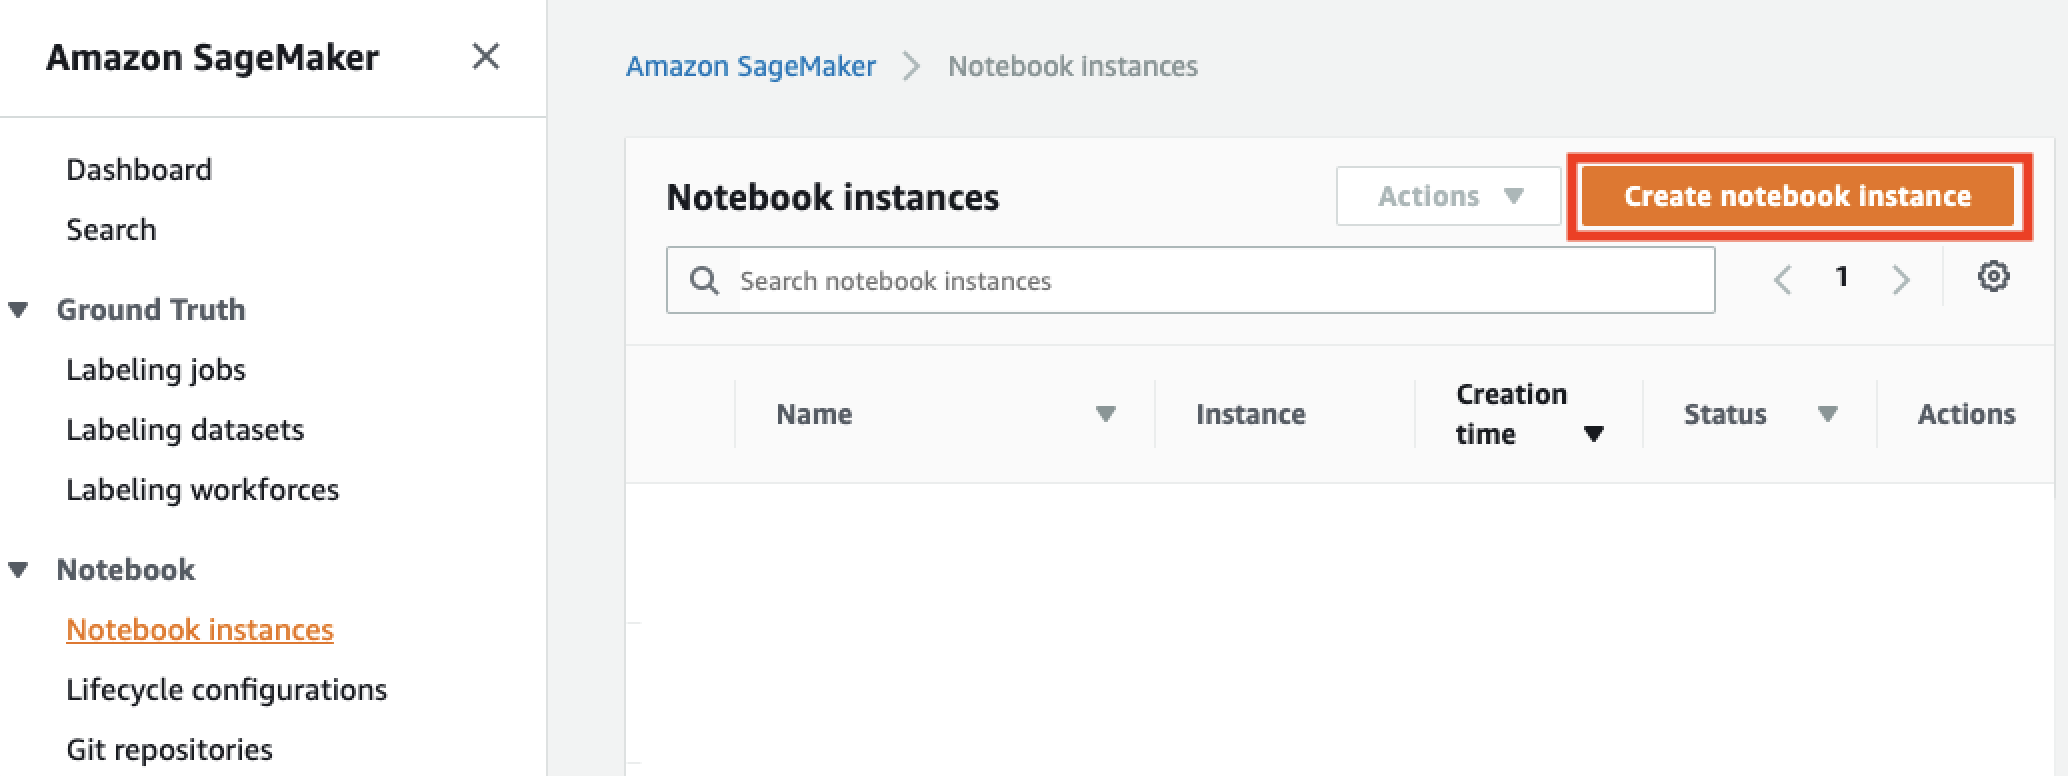 Amazon SageMaker
Dashboard
Search
Ground Truth
Labeling jobs
Labeling datasets
Labeling workforces
Notebook
Notebook instances
Lifecycle configurations
Git repositories
Amazon SageMaker Notebook instances
Notebook instances Actions Create notebook instance
Search notebook instances 1
Name Instance Creation time Status Actions